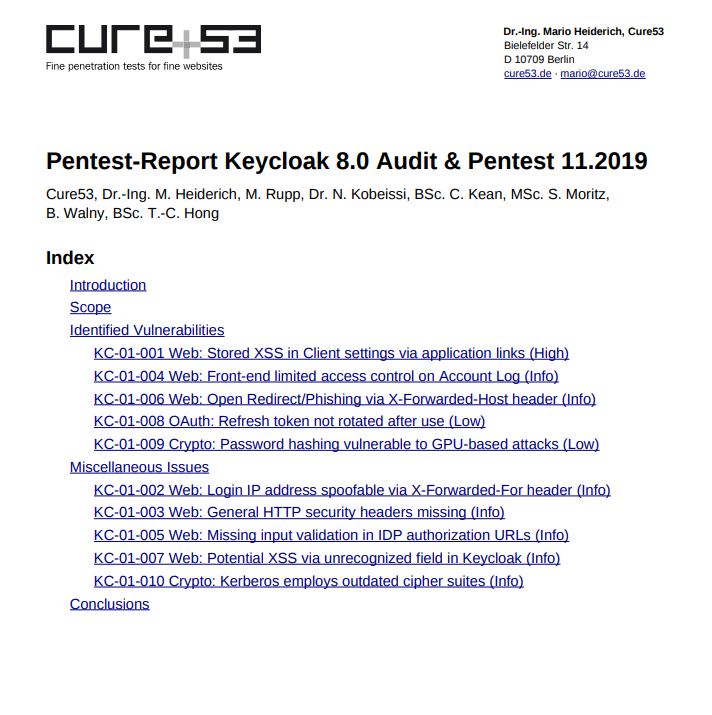 CURE+53
Fine penetration tests for fine websites
Dr.-Ing. Mario Heiderich, Cure53
Bielefelder Str. 14
D 10709 Berlin
cure53.de · mario@cure53.de
Pentest-Report Keycloak 8.0 Audit & Pentest 11.2019
Cure53, Dr.-Ing. M. Heiderich, M. Rupp, Dr. N. Kobeissi, BSc. C. Kean, MSc. S. Moritz,
B. Walny, BSc. T.-C. Hong
Index
Introduction
Scope
Identified Vulnerabilities
KC-01-001 Web: Stored XSS in Client settings via application links (High)
KC-01-004 Web: Front-end limited access control on Account Log (Info)
KC-01-006 Web: Open Redirect/Phishing via X-Forwarded-Host header (Info)
KC-01-008 OAuth: Refresh token not rotated after use (Low)
KC-01-009 Crypto: Password hashing vulnerable to GPU-based attacks (Low)
Miscellaneous Issues
KC-01-002 Web: Login IP address spoofable via X-Forwarded-For header (Info)
KC-01-003 Web: General HTTP security headers missing (Info)
KC-01-005 Web: Missing input validation in IDP authorization URLs (Info)
KC-01-007 Web: Potential XSS via unrecognized field in Keycloak (Info)
KC-01-010 Crypto: Kerberos employs outdated cipher suites (Info)
Conclusions